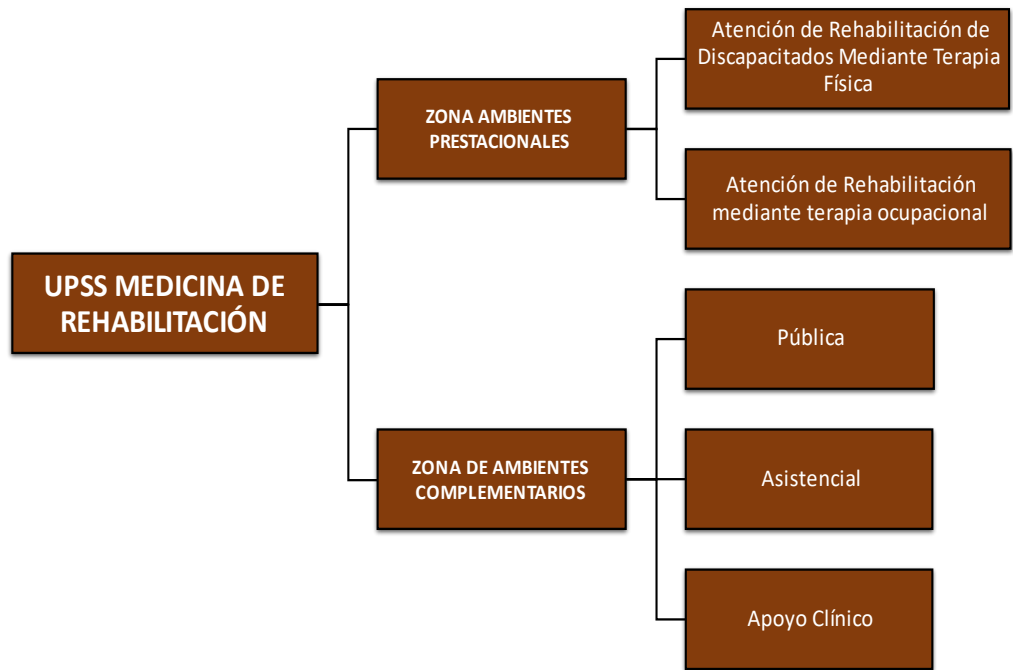 UPSS MEDICINA DE
REHABILITACIÓN
ZONA AMBIENTES
PRESTACIONALES
Atención de Rehabilitación de
Discapacitados Mediante Terapia
Física
Atención de Rehabilitación
mediante terapia ocupacional
ZONA DE AMBIENTES
COMPLEMENTARIOS
Pública
Asistencial
Apoyo Clínico